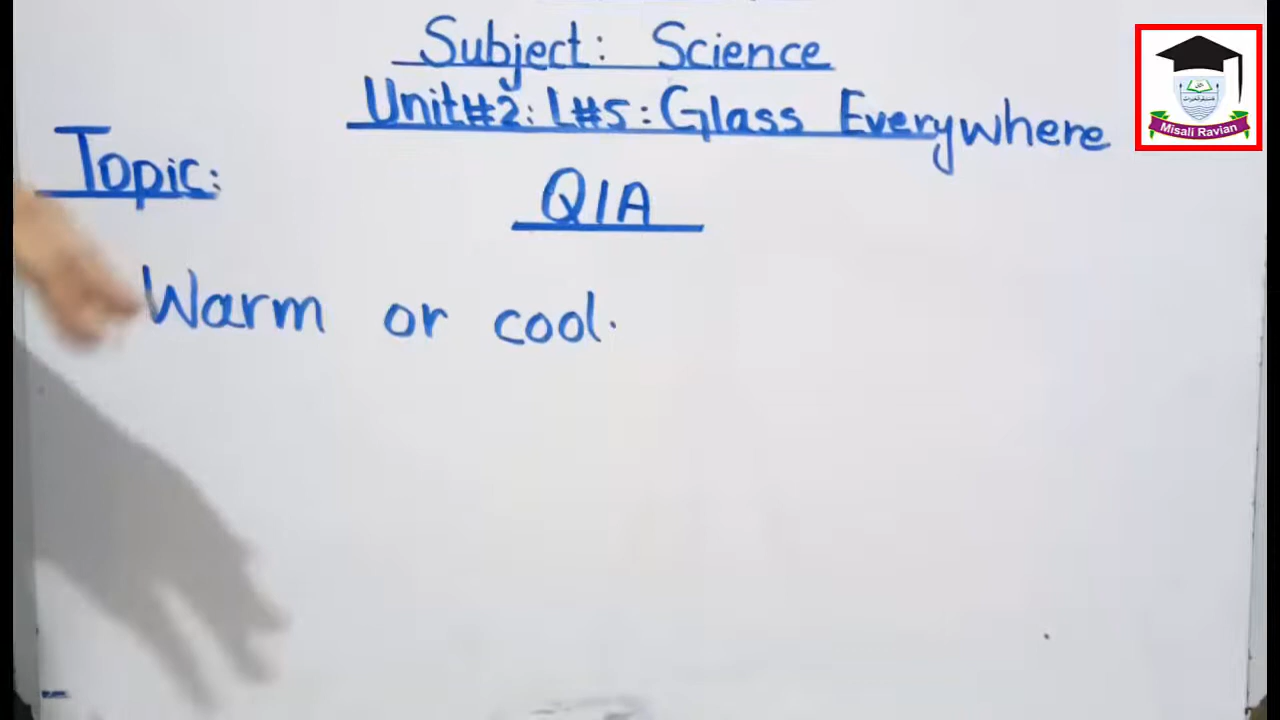 Subject: Science
Unit#2: L#5: Glass Everywhere
Topic:
Q1A
Warm or cool.
Misali Ravian